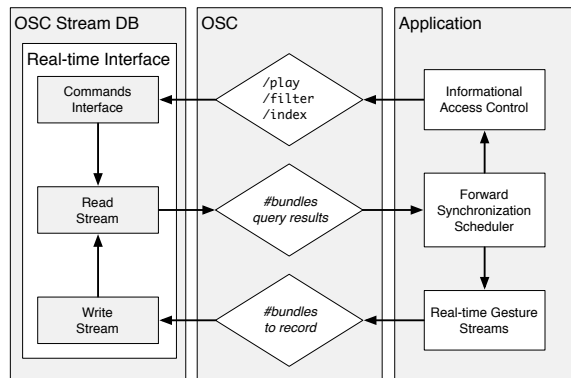 OSC Stream DB
OSC
Application
Real-time Interface
Commands
Interface
/play
/filter
/index
Informational
Access Control
Read
Stream
#bundles
query results
Forward
Synchronization
Scheduler
Write
Stream
#bundles
to record
Real-time Gesture
Streams